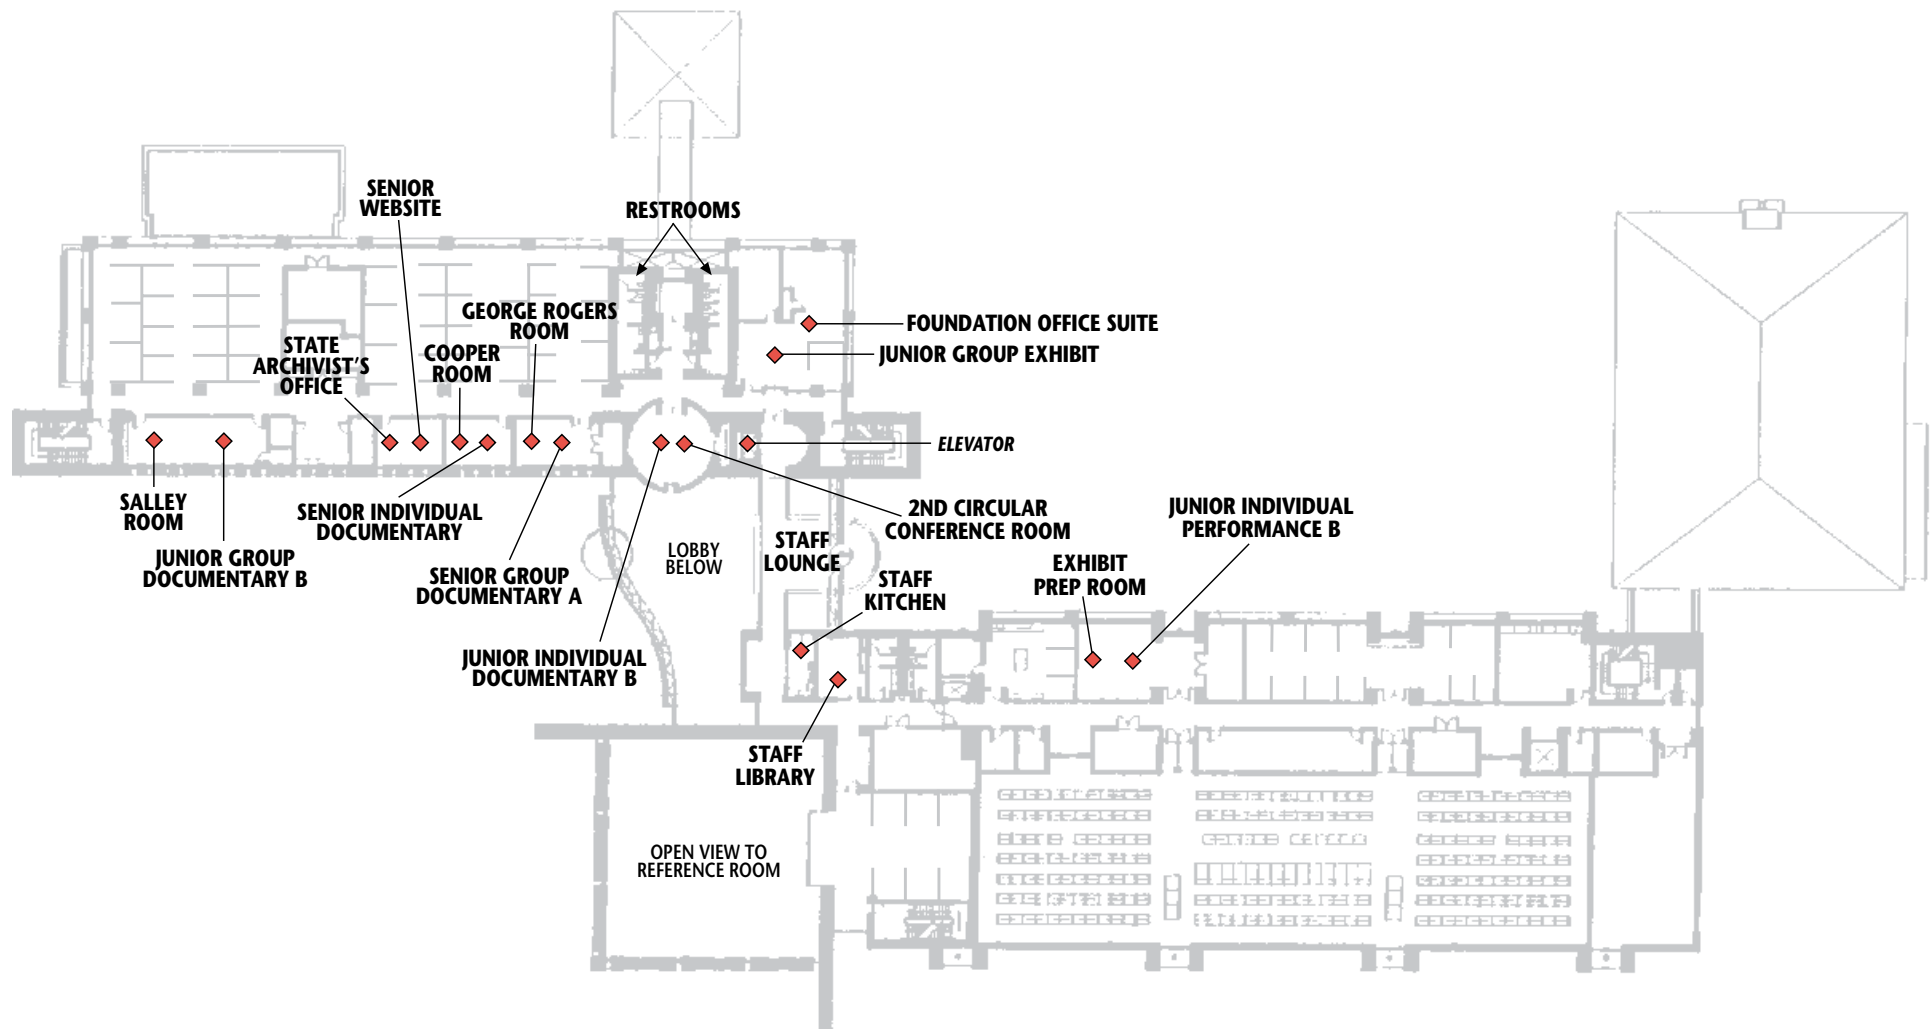 SENIOR
WEBSITE
RESTROOMS
GEORGE ROGERS
ROOM
STATE
ARCHIVIST'S
OFFICE
COOPER
ROOM
FOUNDATION OFFICE SUITE
JUNIOR GROUP EXHIBIT
ELEVATOR
SALLEY
ROOM
JUNIOR GROUP
DOCUMENTARY B
SENIOR INDIVIDUAL
DOCUMENTARY
SENIOR GROUP
DOCUMENTARY A
JUNIOR INDIVIDUAL
DOCUMENTARY B
LOBBY
BELOW
STAFF
LOUNGE
2ND CIRCULAR
CONFERENCE ROOM
STAFF
KITCHEN
EXHIBIT
PREP ROOM
JUNIOR INDIVIDUAL
PERFORMANCE B
STAFF
LIBRARY
OPEN VIEW TO
REFERENCE ROOM